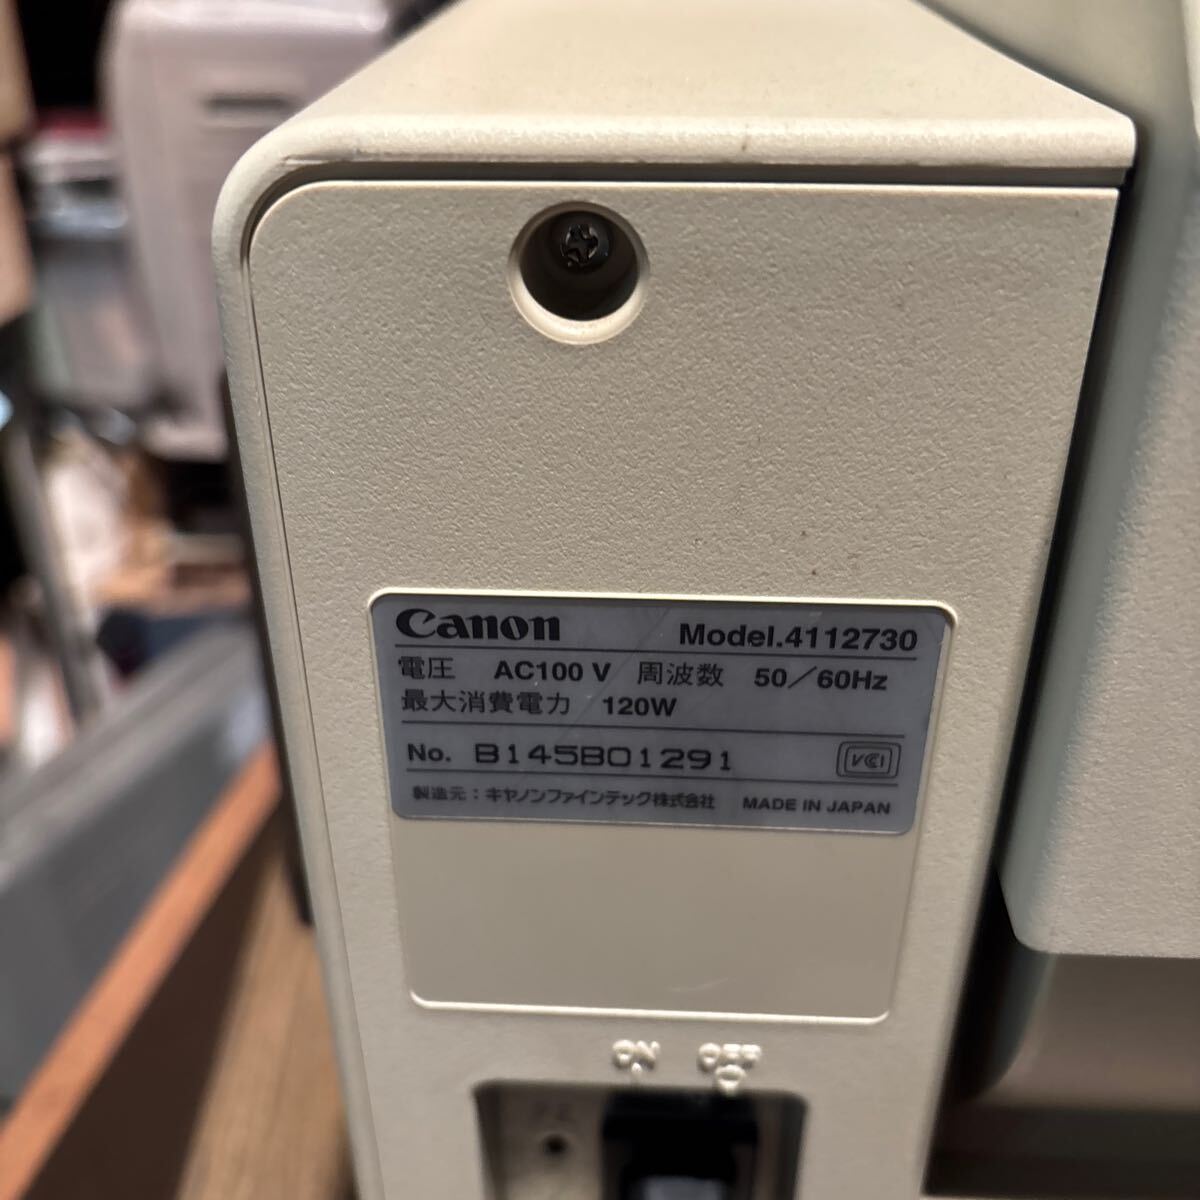 Canon Model.4112730
電圧 AC100 V 周波数 50／60Hz
最大消費電力 120W
No. B145B01291 VCI
製造元：キヤノンファインテック株式会社 MADE IN JAPAN
ON OFF